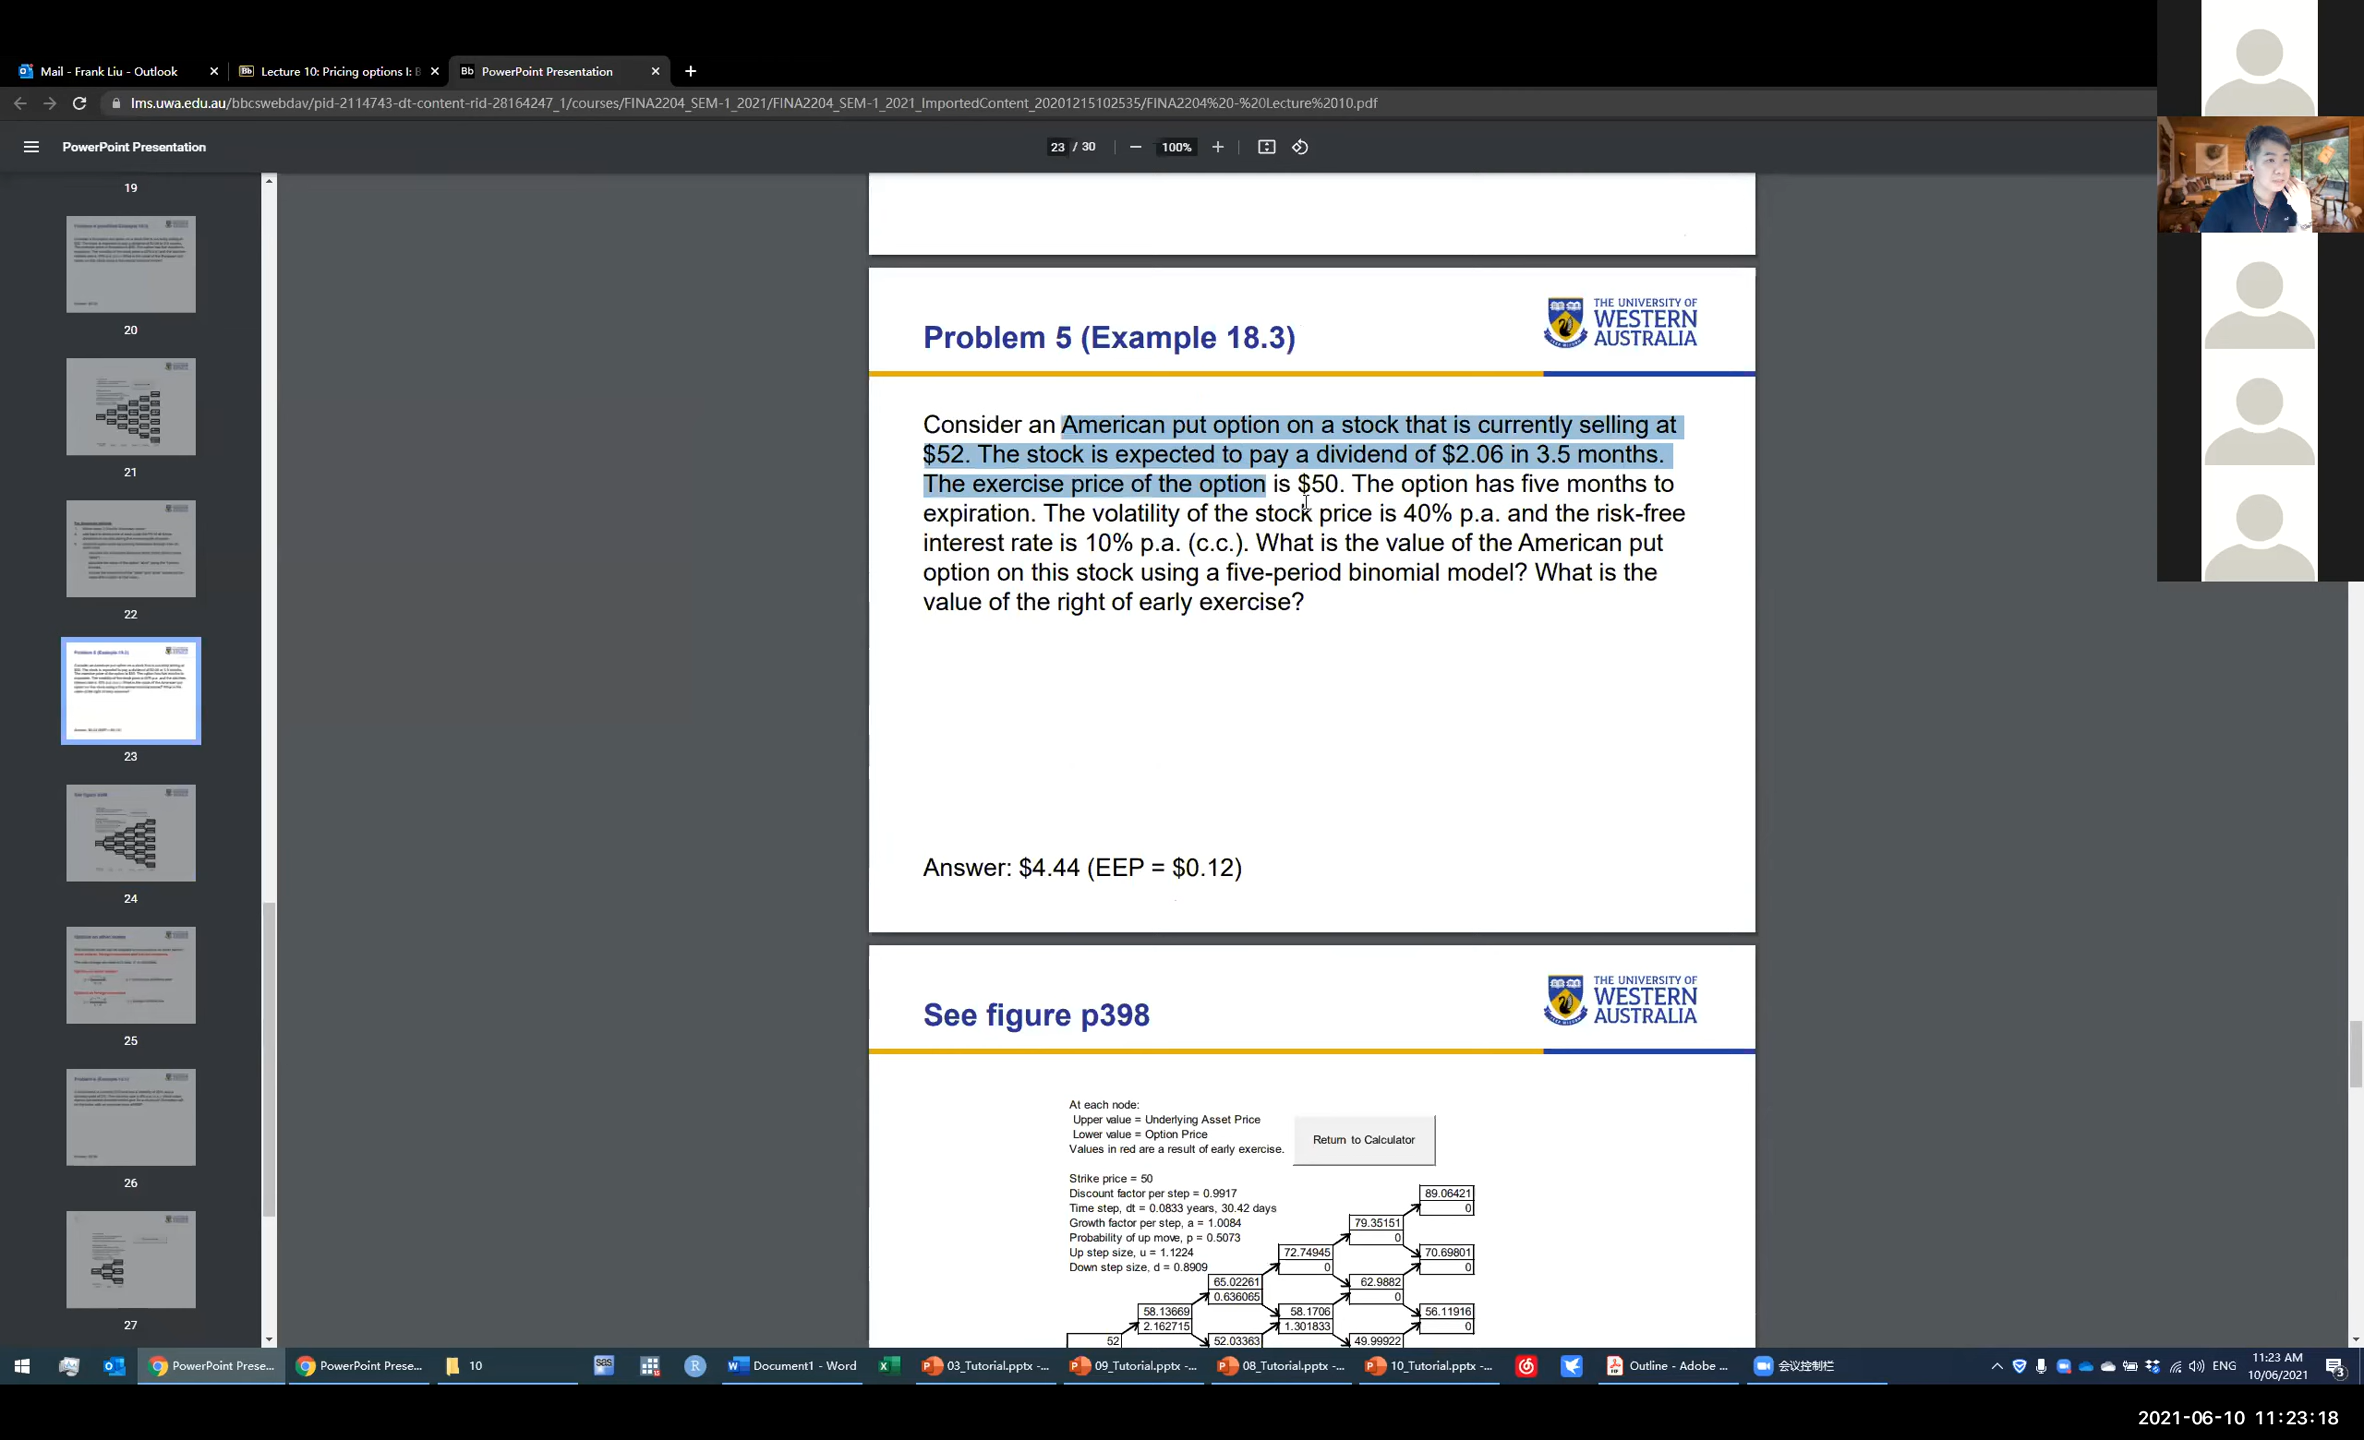 Mail - Frank Liu - Outlook
Lecture 10: Pricing options I: B
PowerPoint Presentation
lms.uwa.edu.au/bbcswebdav/pid-2114743-dt-content-rid-28164247_1/courses/FINA2204_SEM-1_2021/FINA2204_SEM-1_2021_ImportedContent_20201215102535/FINA2204%20-%20Lecture%2010.pdf
PowerPoint Presentation
23 / 30
100%
19
20
21
22
23
24
25
26
27
THE UNIVERSITY OF
WESTERN
AUSTRALIA
Problem 5 (Example 18.3)
Consider an American put option on a stock that is currently selling at
$52. The stock is expected to pay a dividend of $2.06 in 3.5 months.
The exercise price of the option is $50. The option has five months to
expiration. The volatility of the stock price is 40% p.a. and the risk-free
interest rate is 10% p.a. (c.c.). What is the value of the American put
option on this stock using a five-period binomial model? What is the
value of the right of early exercise?
Answer: $4.44 (EEP = $0.12)
THE UNIVERSITY OF
WESTERN
AUSTRALIA
See figure p398
At each node:
Upper value = Underlying Asset Price
Lower value = Option Price
Values in red are a result of early exercise.
Return to Calculator
Strike price = 50
Discount factor per step = 0.9917
Time step, dt = 0.0833 years, 30.42 days
Growth factor per step, a = 1.0084
Probability of up move, p = 0.5073
Up step size, u = 1.1224
Down step size, d = 0.8909
89.06421
0
79.35151
0
72.74945
0
70.69801
0
65.02261
0.636065
62.9882
0
58.13669
2.162715
58.1706
1.301833
56.11916
0
52
52.03363
49.99922
PowerPoint Prese...
PowerPoint Prese...
10
Document1 - Word
03_Tutorial.pptx -...
09_Tutorial.pptx -...
08_Tutorial.pptx -...
10_Tutorial.pptx -...
Outline - Adobe ...
会议控制栏
ENG
11:23 AM
10/06/2021
3
2021-06-10 11:23:18